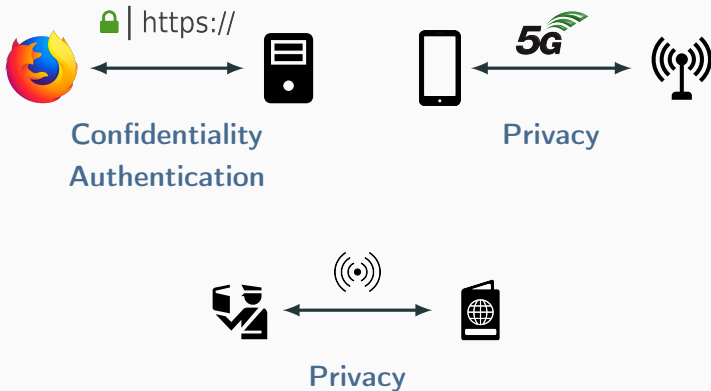 | https://
5G
Confidentiality
Authentication
Privacy
Privacy